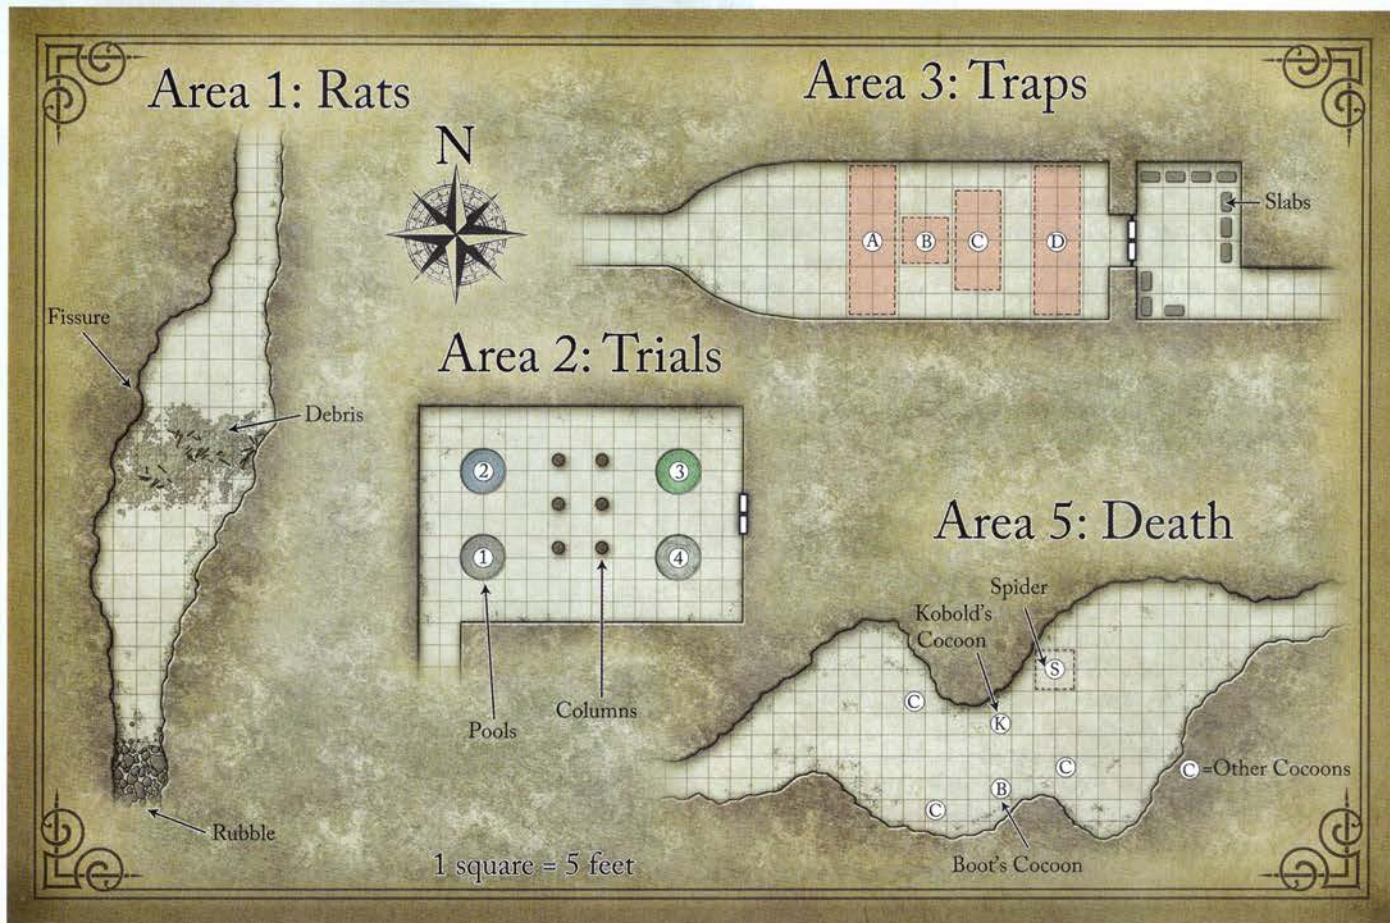 Area 1: Rats
Area 3: Traps
N
Slabs
A
B
C
D
Fissure
Debris
Area 2: Trials
2
3
1
4
Pools
Columns
Rubble
Area 5: Death
Spider
Kobold's
Cocoon
S
C
K
C
B
C
C =Other Cocoons
Boot's Cocoon
1 square = 5 feet